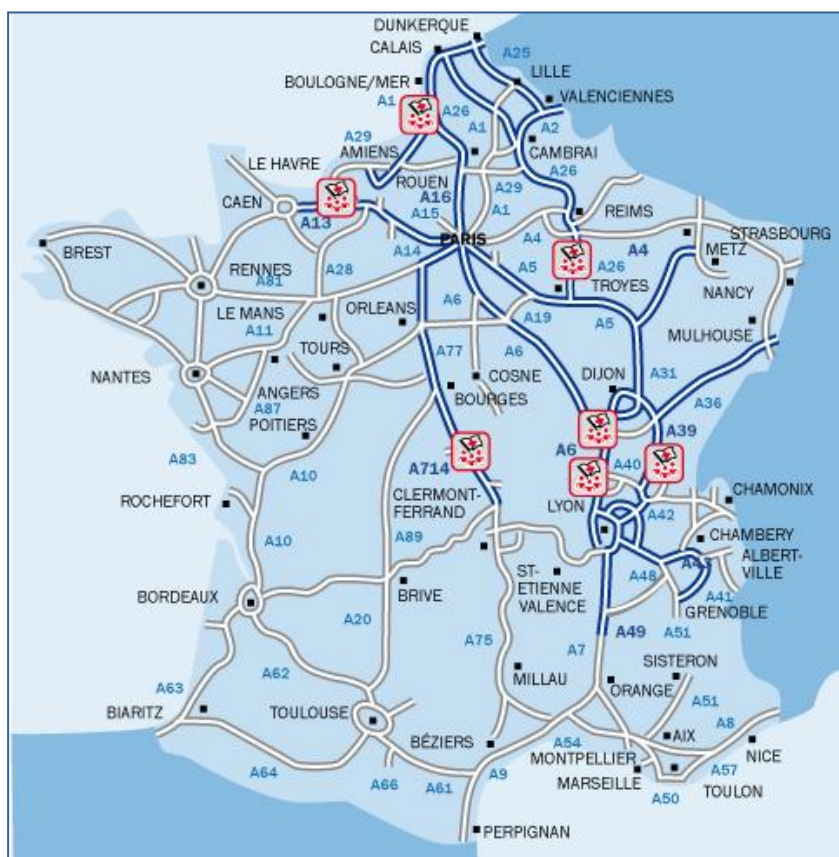 DUNKERQUE
CALAIS
A25
BOULOGNE/MER
LILLE
A1
A26
VALENCIENNES
A29
A1
A2
AMIENS
CAMBRAI
LE HAVRE
A26
ROUEN
A16
A29
CAEN
A15
A1
REIMS
A13
STRASBOURG
PARIS
A4
A4
METZ
BREST
A14
A5
A26
RENNES
A28
TROYES
A81
NANCY
LE MANS
ORLEANS
A6
A19
A5
A11
MULHOUSE
TOURS
A77
A6
DIJON
NANTES
COSNE
A31
ANGERS
BOURGES
A36
A87
POITIERS
A39
A6
A83
A10
A714
A40
CLERMONT-
FERRAND
CHAMONIX
ROCHEFORT
LYON
A42
CHAMBERY
A10
A89
A43
ALBERT-
VILLE
ST-
ETIENNE
A48
BRIVE
VALENCE
A41
BORDEAUX
GRENOBLE
A20
A49
A51
A75
A7
SISTERON
A62
MILLAU
A63
ORANGE
A51
BIARITZ
TOULOUSE
A8
BÉZIERS
AIX
A54
MONTPELLIER
NICE
A64
A9
MARSEILLE
A57
A66
A61
TOULON
A50
PERPIGNAN